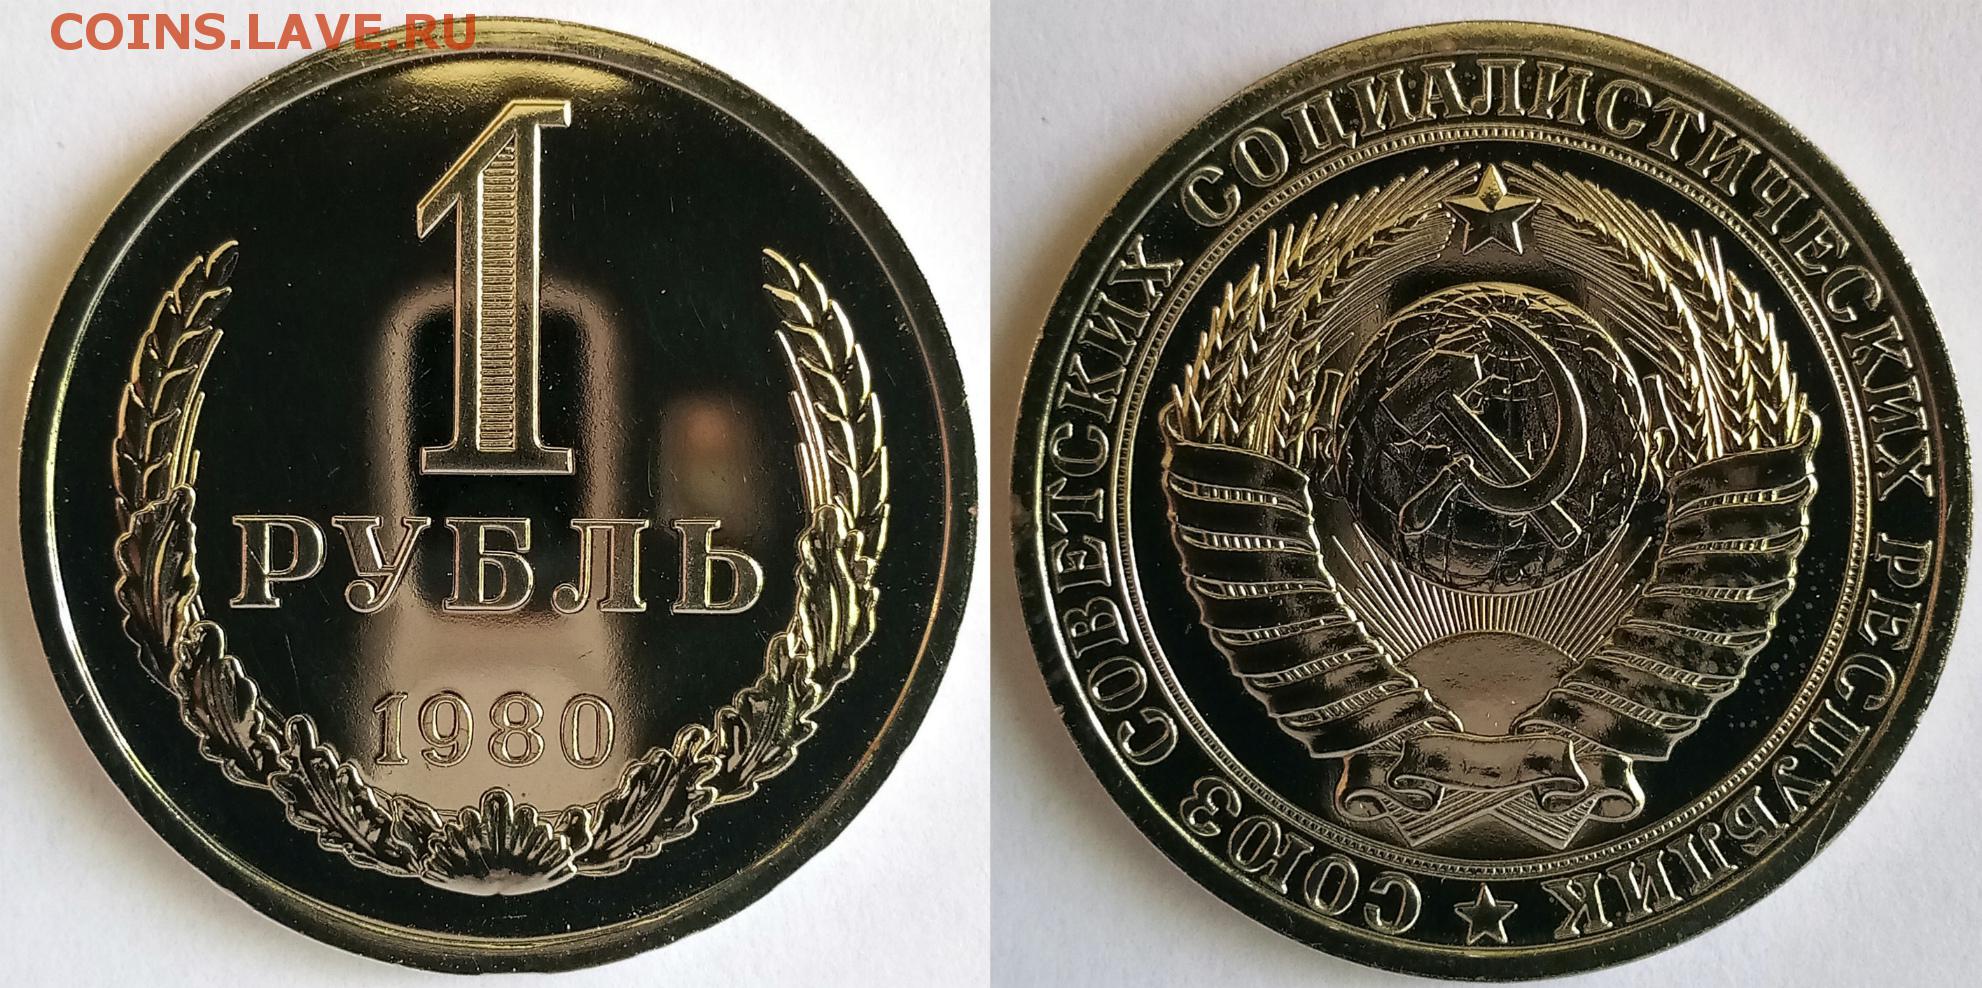 COINS.LAVE.RU
1
РУБЛЬ
1980
СОЮЗ СОВЕТСКИХ СОЦИАЛИСТИЧЕСКИХ РЕСПУБЛИК